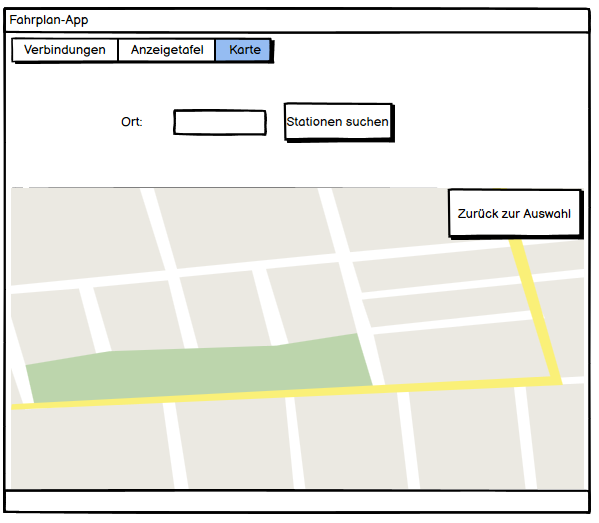 Fahrplan-App
Verbindungen Anzeigetafel Karte
Ort: Stationen suchen
Zurück zur Auswahl